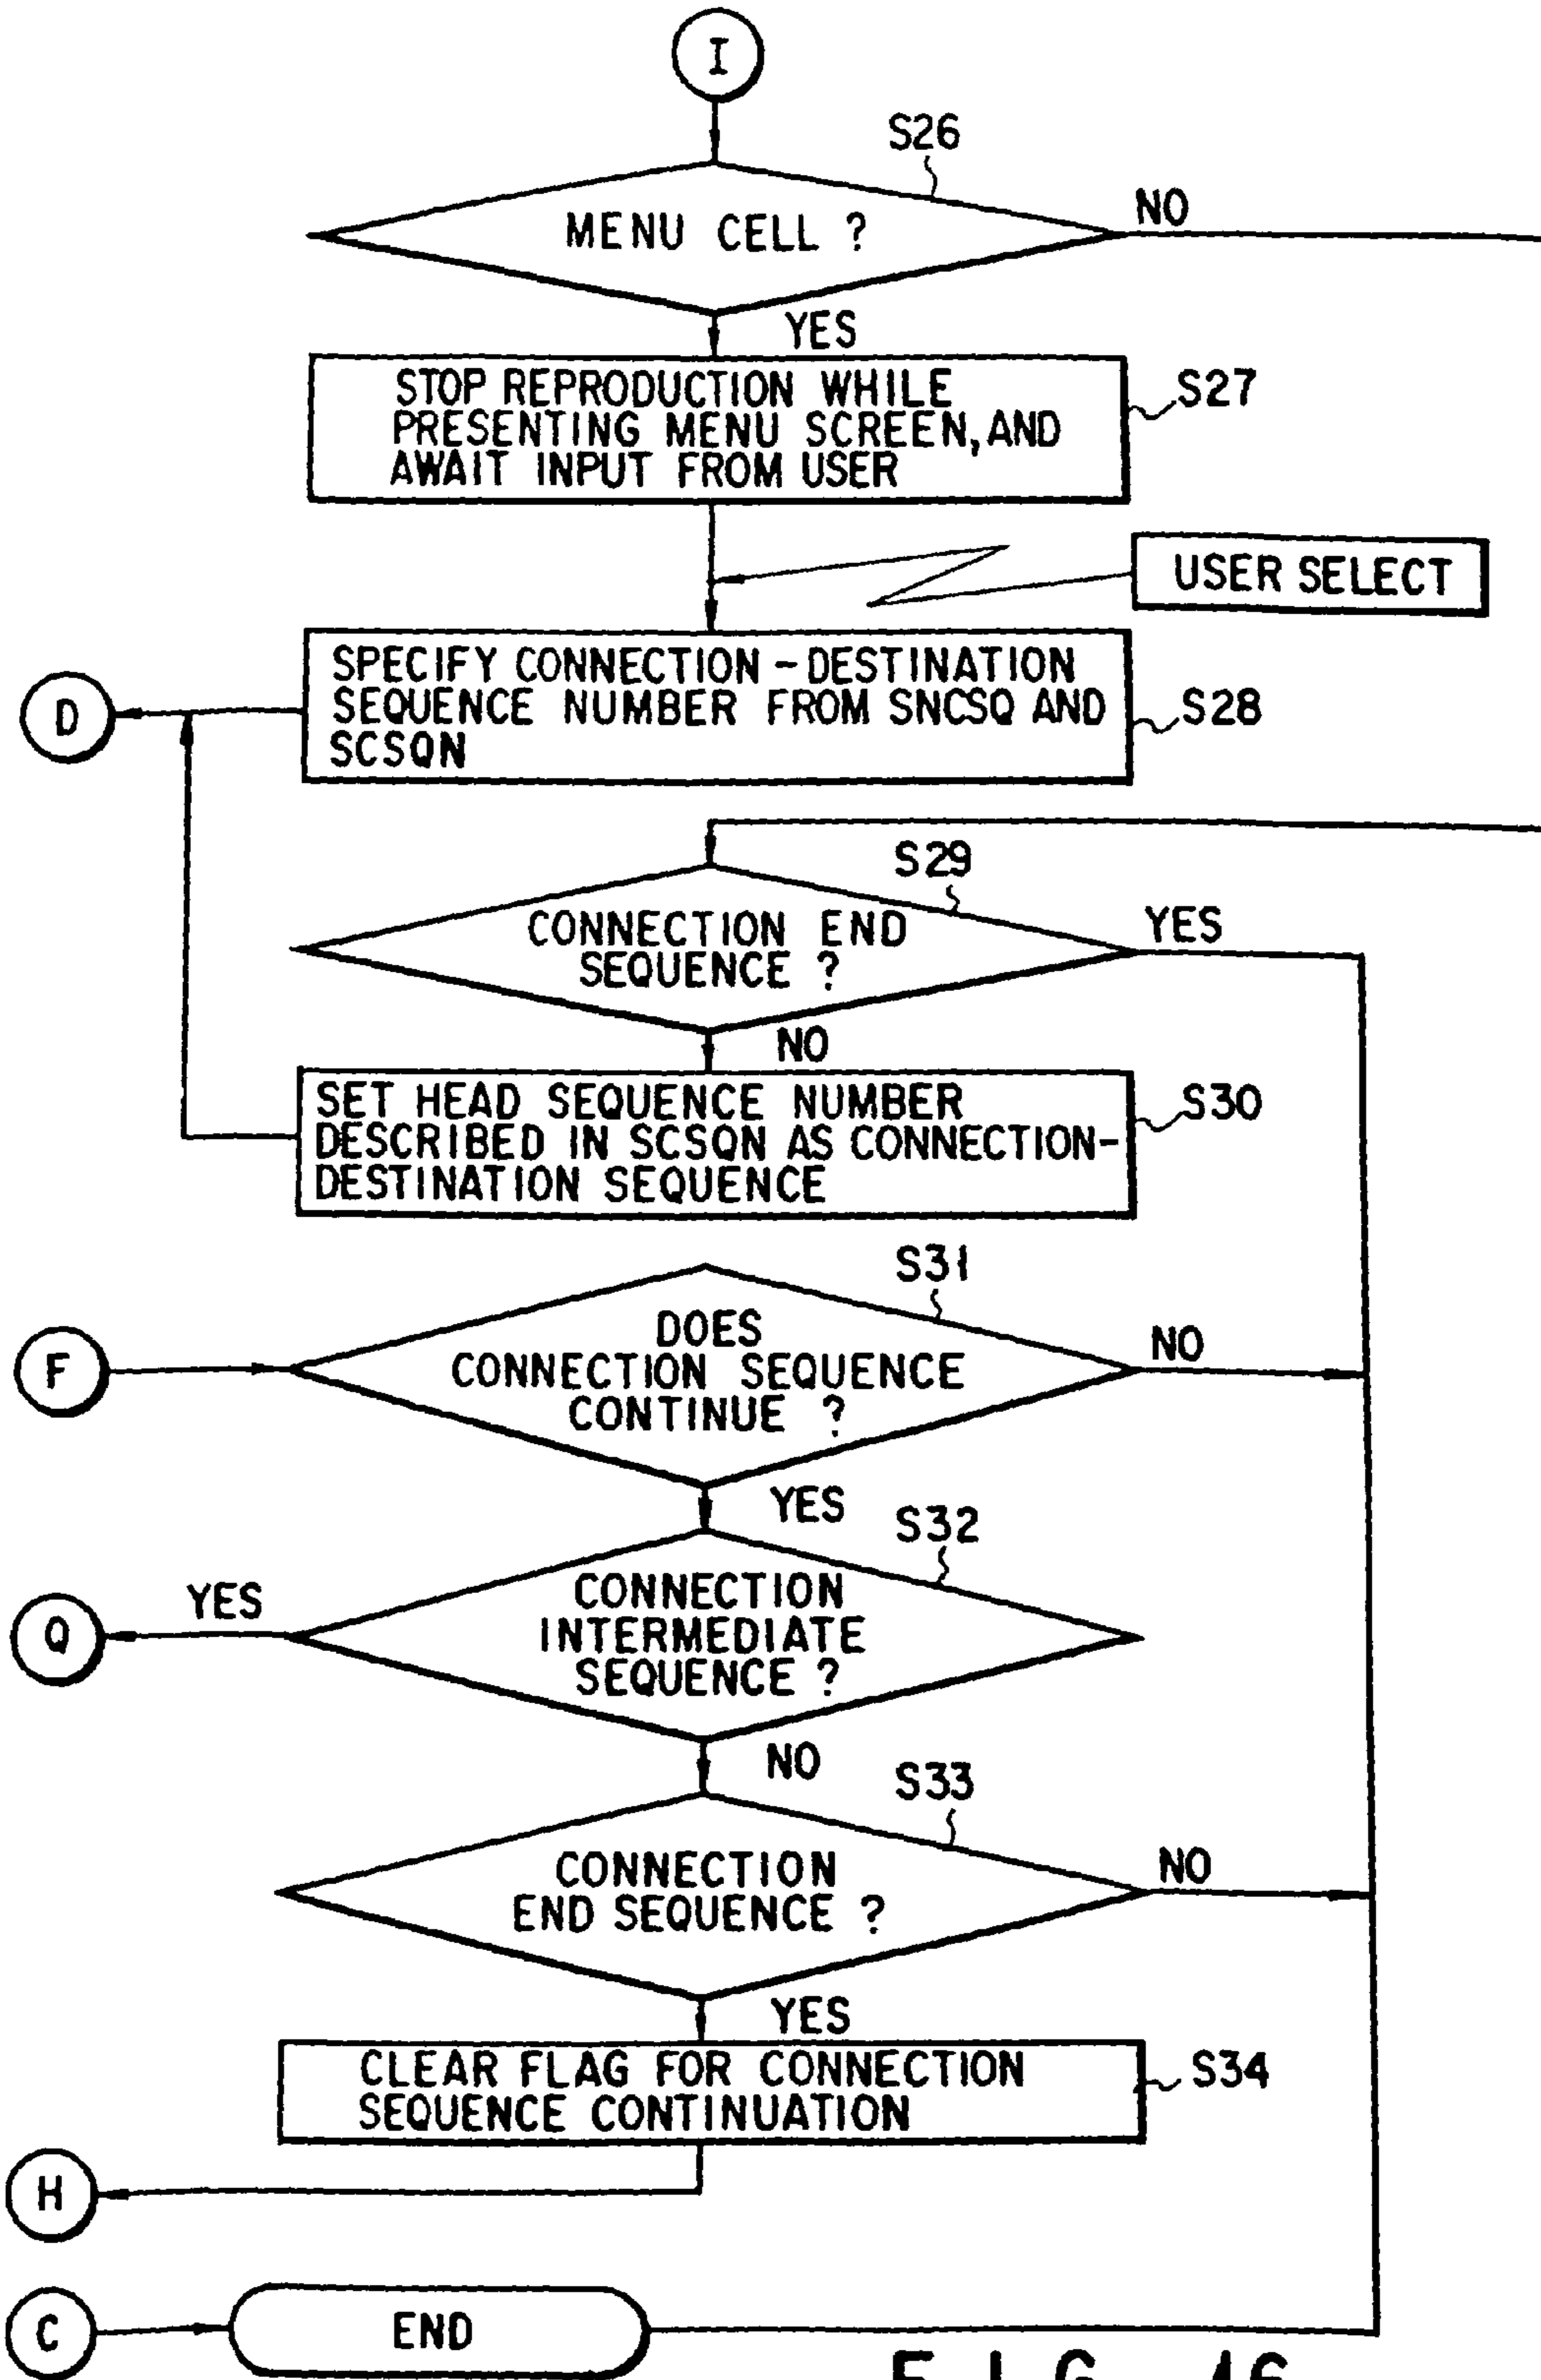 I
S26
MENU CELL ?
NO
YES
STOP REPRODUCTION WHILE
PRESENTING MENU SCREEN, AND
AWAIT INPUT FROM USER
S27
USER SELECT
SPECIFY CONNECTION-DESTINATION
SEQUENCE NUMBER FROM SNCSQ AND
SCSQN
S28
D
S29
CONNECTION END
SEQUENCE ?
YES
NO
SET HEAD SEQUENCE NUMBER
DESCRIBED IN SCSQN AS CONNECTION-
DESTINATION SEQUENCE
S30
S31
F
DOES
CONNECTION SEQUENCE
CONTINUE ?
NO
YES
S32
Q
YES
CONNECTION
INTERMEDIATE
SEQUENCE ?
NO
S33
CONNECTION
END SEQUENCE ?
NO
YES
CLEAR FLAG FOR CONNECTION
SEQUENCE CONTINUATION
S34
H
C
END